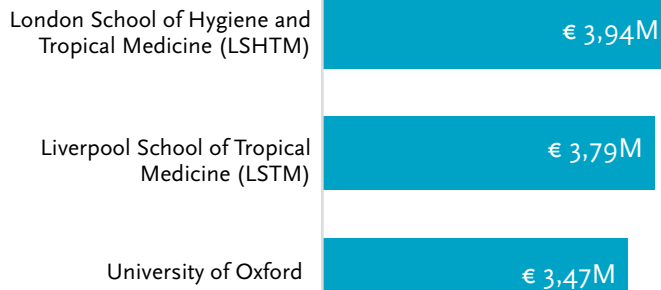 London School of Hygiene and
Tropical Medicine (LSHTM)
€ 3,94M
Liverpool School of Tropical
Medicine (LSTM)
€ 3,79M
University of Oxford
€ 3,47M